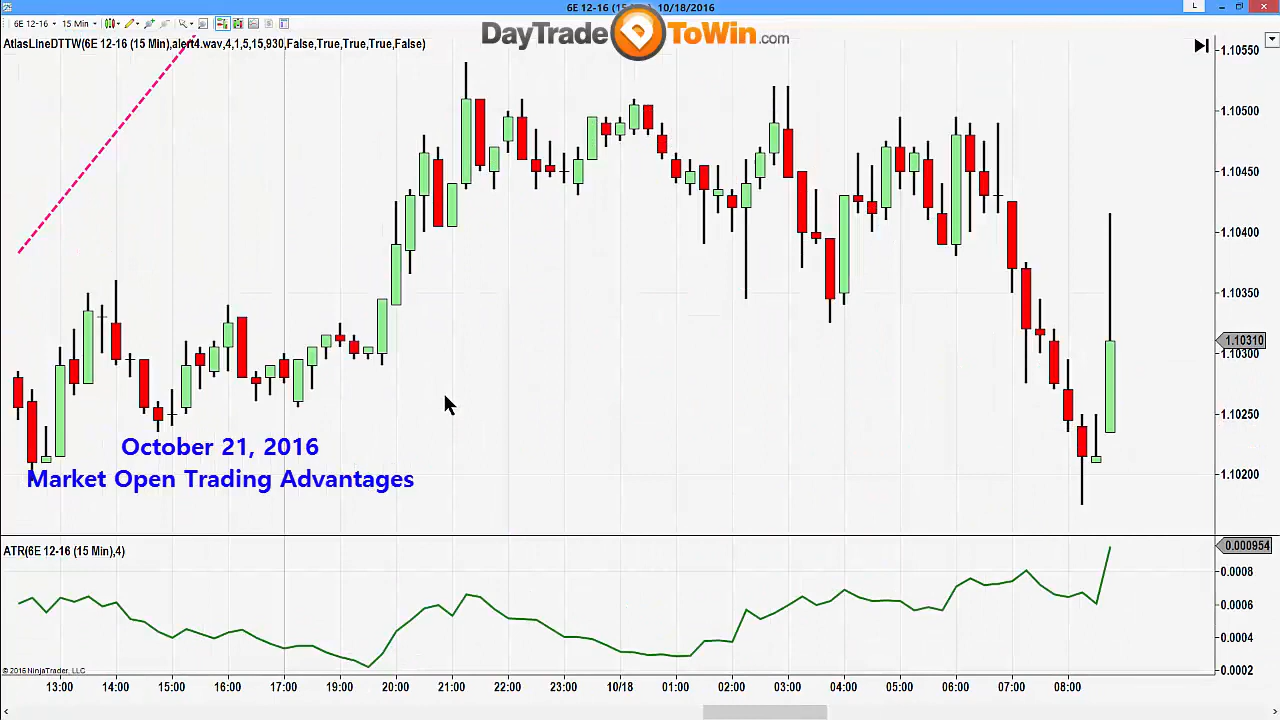 6E 12-16 (15 Min) 10/18/2016
6E 12-16 15 Min
DayTradeToWin.com
AtlasLineDTTW(6E 12-16 (15 Min),alert4.wav,4,1,5,15,930,False,True,True,True,False)
1.10550
1.10500
1.10450
1.10400
1.10350
1.10310
1.10300
1.10250
1.10200
October 21, 2016
Market Open Trading Advantages
ATR(6E 12-16 (15 Min),4)
0.000954
0.0008
0.0006
0.0004
0.0002
© 2016 NinjaTrader, LLC
13:00 14:00 15:00 16:00 17:00 18:00 19:00 20:00 21:00 22:00 23:00 10/18 01:00 02:00 03:00 04:00 05:00 06:00 07:00 08:00